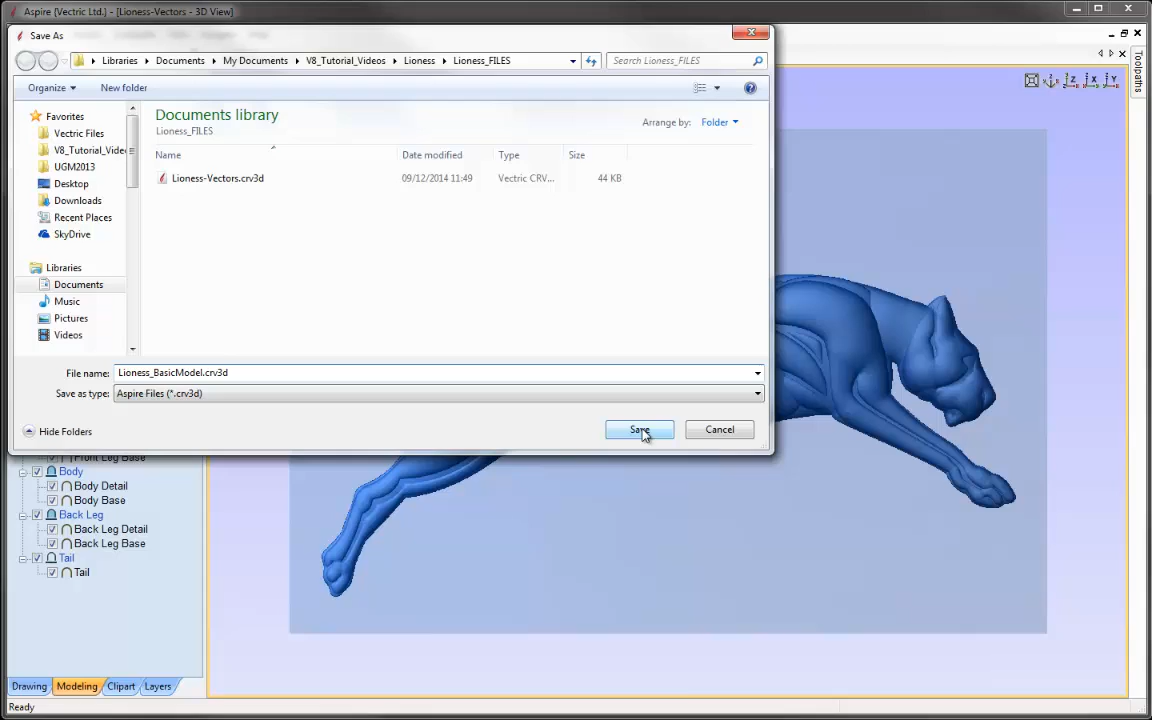 Aspire [Vectric Ltd.] - [Lioness-Vectors - 3D View]
Save As
Libraries Documents My Documents V8_Tutorial_Videos Lioness Lioness_FILES
Search Lioness_FILES
Organize
New folder
Toolpaths
Favorites
Vectric Files
V8_Tutorial_Vide
UGM2013
Desktop
Downloads
Recent Places
SkyDrive
Libraries
Documents
Music
Pictures
Videos
Documents library
Lioness_FILES
Arrange by: Folder
Name Date modified Type Size
Lioness-Vectors.crv3d 09/12/2014 11:49 Vectric CRV... 44 KB
File name: Lioness_BasicModel.crv3d
Save as type: Aspire Files (*.crv3d)
Hide Folders
Save
Cancel
Front Leg Base
Body
Body Detail
Body Base
Back Leg
Back Leg Detail
Back Leg Base
Tail
Tail
Drawing Modeling Clipart Layers
Ready